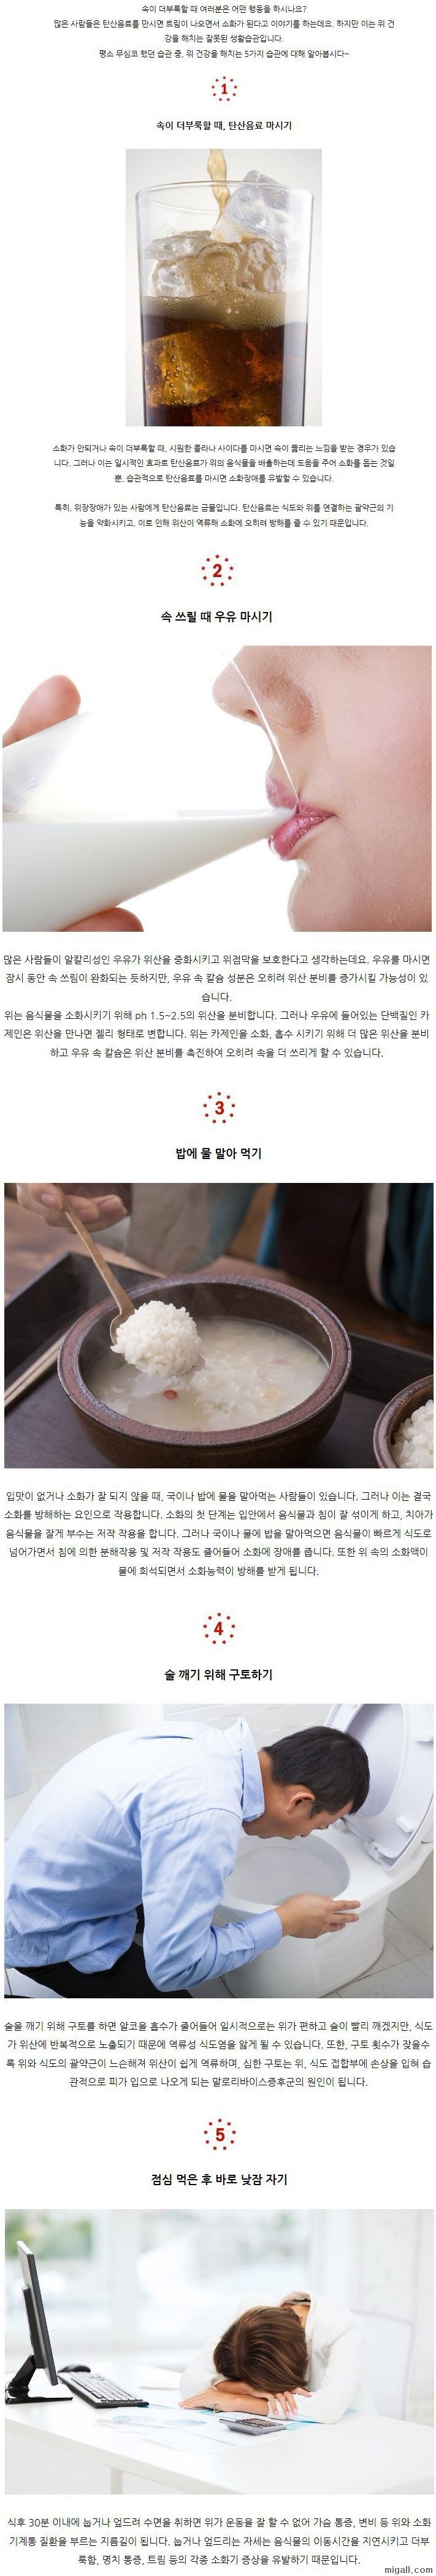 속이 더부룩할 때 여러분은 어떤 행동을 하시나요?
많은 사람들은 탄산음료를 마시면 트림이 나오면서 소화가 된다고 이야기를 하는데요. 하지만 이는 위 건
강을 해치는 잘못된 생활습관입니다.
평소 무심코 했던 습관 중, 위 건강을 해치는 5가지 습관에 대해 알아봅시다~
1
속이 더부룩할 때, 탄산음료 마시기
소화가 안되거나 속이 더부룩할 때, 시원한 콜라나 사이다를 마시면 속이 뚫리는 느낌을 받는 경우가 있습
니다. 그러나 이는 일시적인 효과로 탄산음료가 위의 음식물을 배출하는데 도움을 주어 소화를 돕는 것일
뿐, 습관적으로 탄산음료를 마시면 소화장애를 유발할 수 있습니다.
특히, 위장장애가 있는 사람에게 탄산음료는 금물입니다. 탄산음료는 식도와 위를 연결하는 괄약근의 기
능을 약화시키고, 이로 인해 위산이 역류해 소화에 오히려 방해를 줄 수 있기 때문입니다.
2
속 쓰릴 때 우유 마시기
많은 사람들이 알칼리성인 우유가 위산을 중화시키고 위점막을 보호한다고 생각하는데요. 우유를 마시면
잠시 동안 속 쓰림이 완화되는 듯하지만, 우유 속 칼슘 성분은 오히려 위산 분비를 증가시킬 가능성이 있
습니다.
위는 음식물을 소화시키기 위해 ph 1.5~2.5의 위산을 분비합니다. 그러나 우유에 들어있는 단백질인 카
제인은 위산을 만나면 젤리 형태로 변합니다. 위는 카제인을 소화, 흡수 시키기 위해 더 많은 위산을 분비
하고 우유 속 칼슘은 위산 분비를 촉진하여 오히려 속을 더 쓰리게 할 수 있습니다.
3
밥에 물 말아 먹기
입맛이 없거나 소화가 잘 되지 않을 때, 국이나 밥에 물을 말아먹는 사람들이 있습니다. 그러나 이는 결국
소화를 방해하는 요인으로 작용합니다. 소화의 첫 단계는 입안에서 음식물과 침이 잘 섞이게 하고, 치아가
음식물을 잘게 부수는 저작 작용을 합니다. 그러나 국이나 물에 밥을 말아먹으면 음식물이 빠르게 식도로
넘어가면서 침에 의한 분해작용 및 저작 작용도 줄어들어 소화에 장애를 줍니다. 또한 위 속의 소화액이
물에 희석되면서 소화능력이 방해를 받게 됩니다.
4
술 깨기 위해 구토하기
술을 깨기 위해 구토를 하면 알코올 흡수가 줄어들어 일시적으로는 위가 편하고 술이 빨리 깨겠지만, 식도
가 위산에 반복적으로 노출되기 때문에 역류성 식도염을 앓게 될 수 있습니다. 또한, 구토 횟수가 잦을수
록 위와 식도의 괄약근이 느슨해져 위산이 쉽게 역류하며, 심한 구토는 위, 식도 접합부에 손상을 입혀 습
관적으로 피가 입으로 나오게 되는 말로리바이스증후군의 원인이 됩니다.
5
점심 먹은 후 바로 낮잠 자기
식후 30분 이내에 눕거나 엎드려 수면을 취하면 위가 운동을 잘 할 수 없어 가슴 통증, 변비 등 위와 소화
기계통 질환을 부르는 지름길이 됩니다. 눕거나 엎드리는 자세는 음식물의 이동시간을 지연시키고 더부
룩함, 명치 통증, 트림 등의 각종 소화기 증상을 유발하기 때문입니다.
migall.com